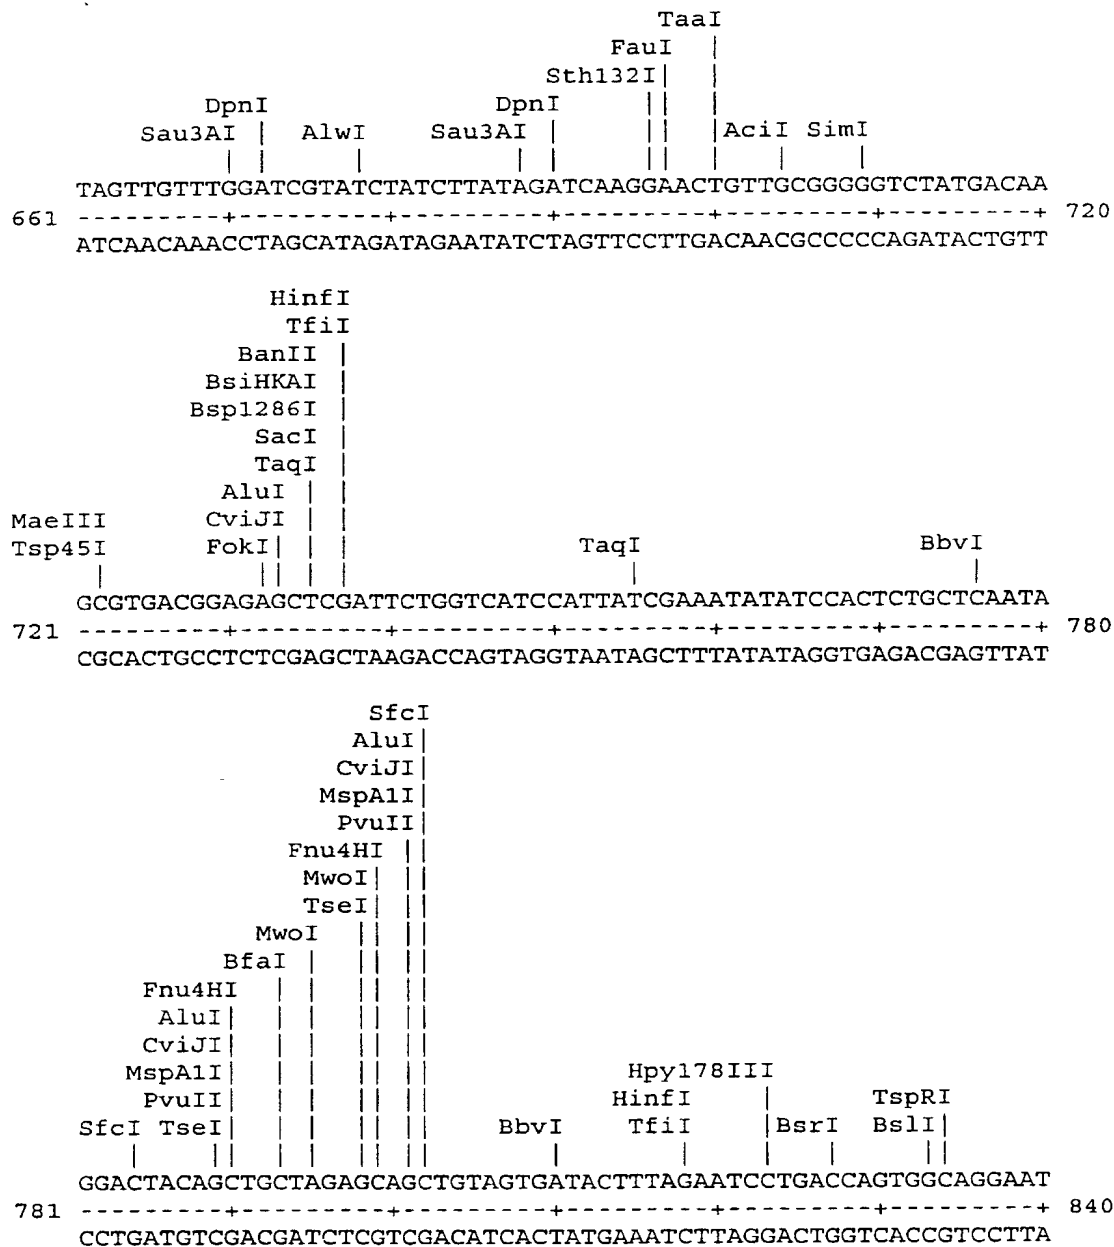 TaaI
FauI |
Sth132I| |
DpnI DpnI || |
Sau3AI | AlwI Sau3AI | || | AciI SimI
TAGTTGTTTGGATCGTATCTATCTTATAGATCAAGGAACTGTTGCGGGGGTCTATGACAA
661 ---------+---------+---------+---------+---------+---------+ 720
ATCAACAAACCTAGCATAGATAGAATATCTAGTTCCTTGACAACGCCCCCAGATACTGTT
HinfI
TfiI
BanII |
BsiHKAI |
Bsp1286I |
SacI |
TaqI |
AluI | |
MaeIII CviJI | |
Tsp45I FokI| | | TaqI BbvI
GCGTGACGGAGAGCTCGATTCTGGTCATCCATTATCGAAATATATCCACTCTGCTCAATA
721 ---------+---------+---------+---------+---------+---------+ 780
CGCACTGCCTCTCGAGCTAAGACCAGTAGGTAATAGCTTTATATAGGTGAGACGAGTTAT
SfcI
AluI|
CviJI|
MspA1I|
PvuII|
Fnu4HI ||
MwoI| ||
TseI| ||
MwoI || ||
BfaI | || ||
Fnu4HI | | || ||
AluI| | | || ||
CviJI| | | || ||
MspA1I| | | || || Hpy178III
PvuII| | | || || HinfI | TspRI
SfcI TseI| | | || || BbvI TfiI |BsrI BslI|
GGACTACAGCTGCTAGAGCAGCTGTAGTGATACTTTAGAATCCTGACCAGTGGCAGGAAT
781 ---------+---------+---------+---------+---------+---------+ 840
CCTGATGTCGACGATCTCGTCGACATCACTATGAAATCTTAGGACTGGTCACCGTCCTTA